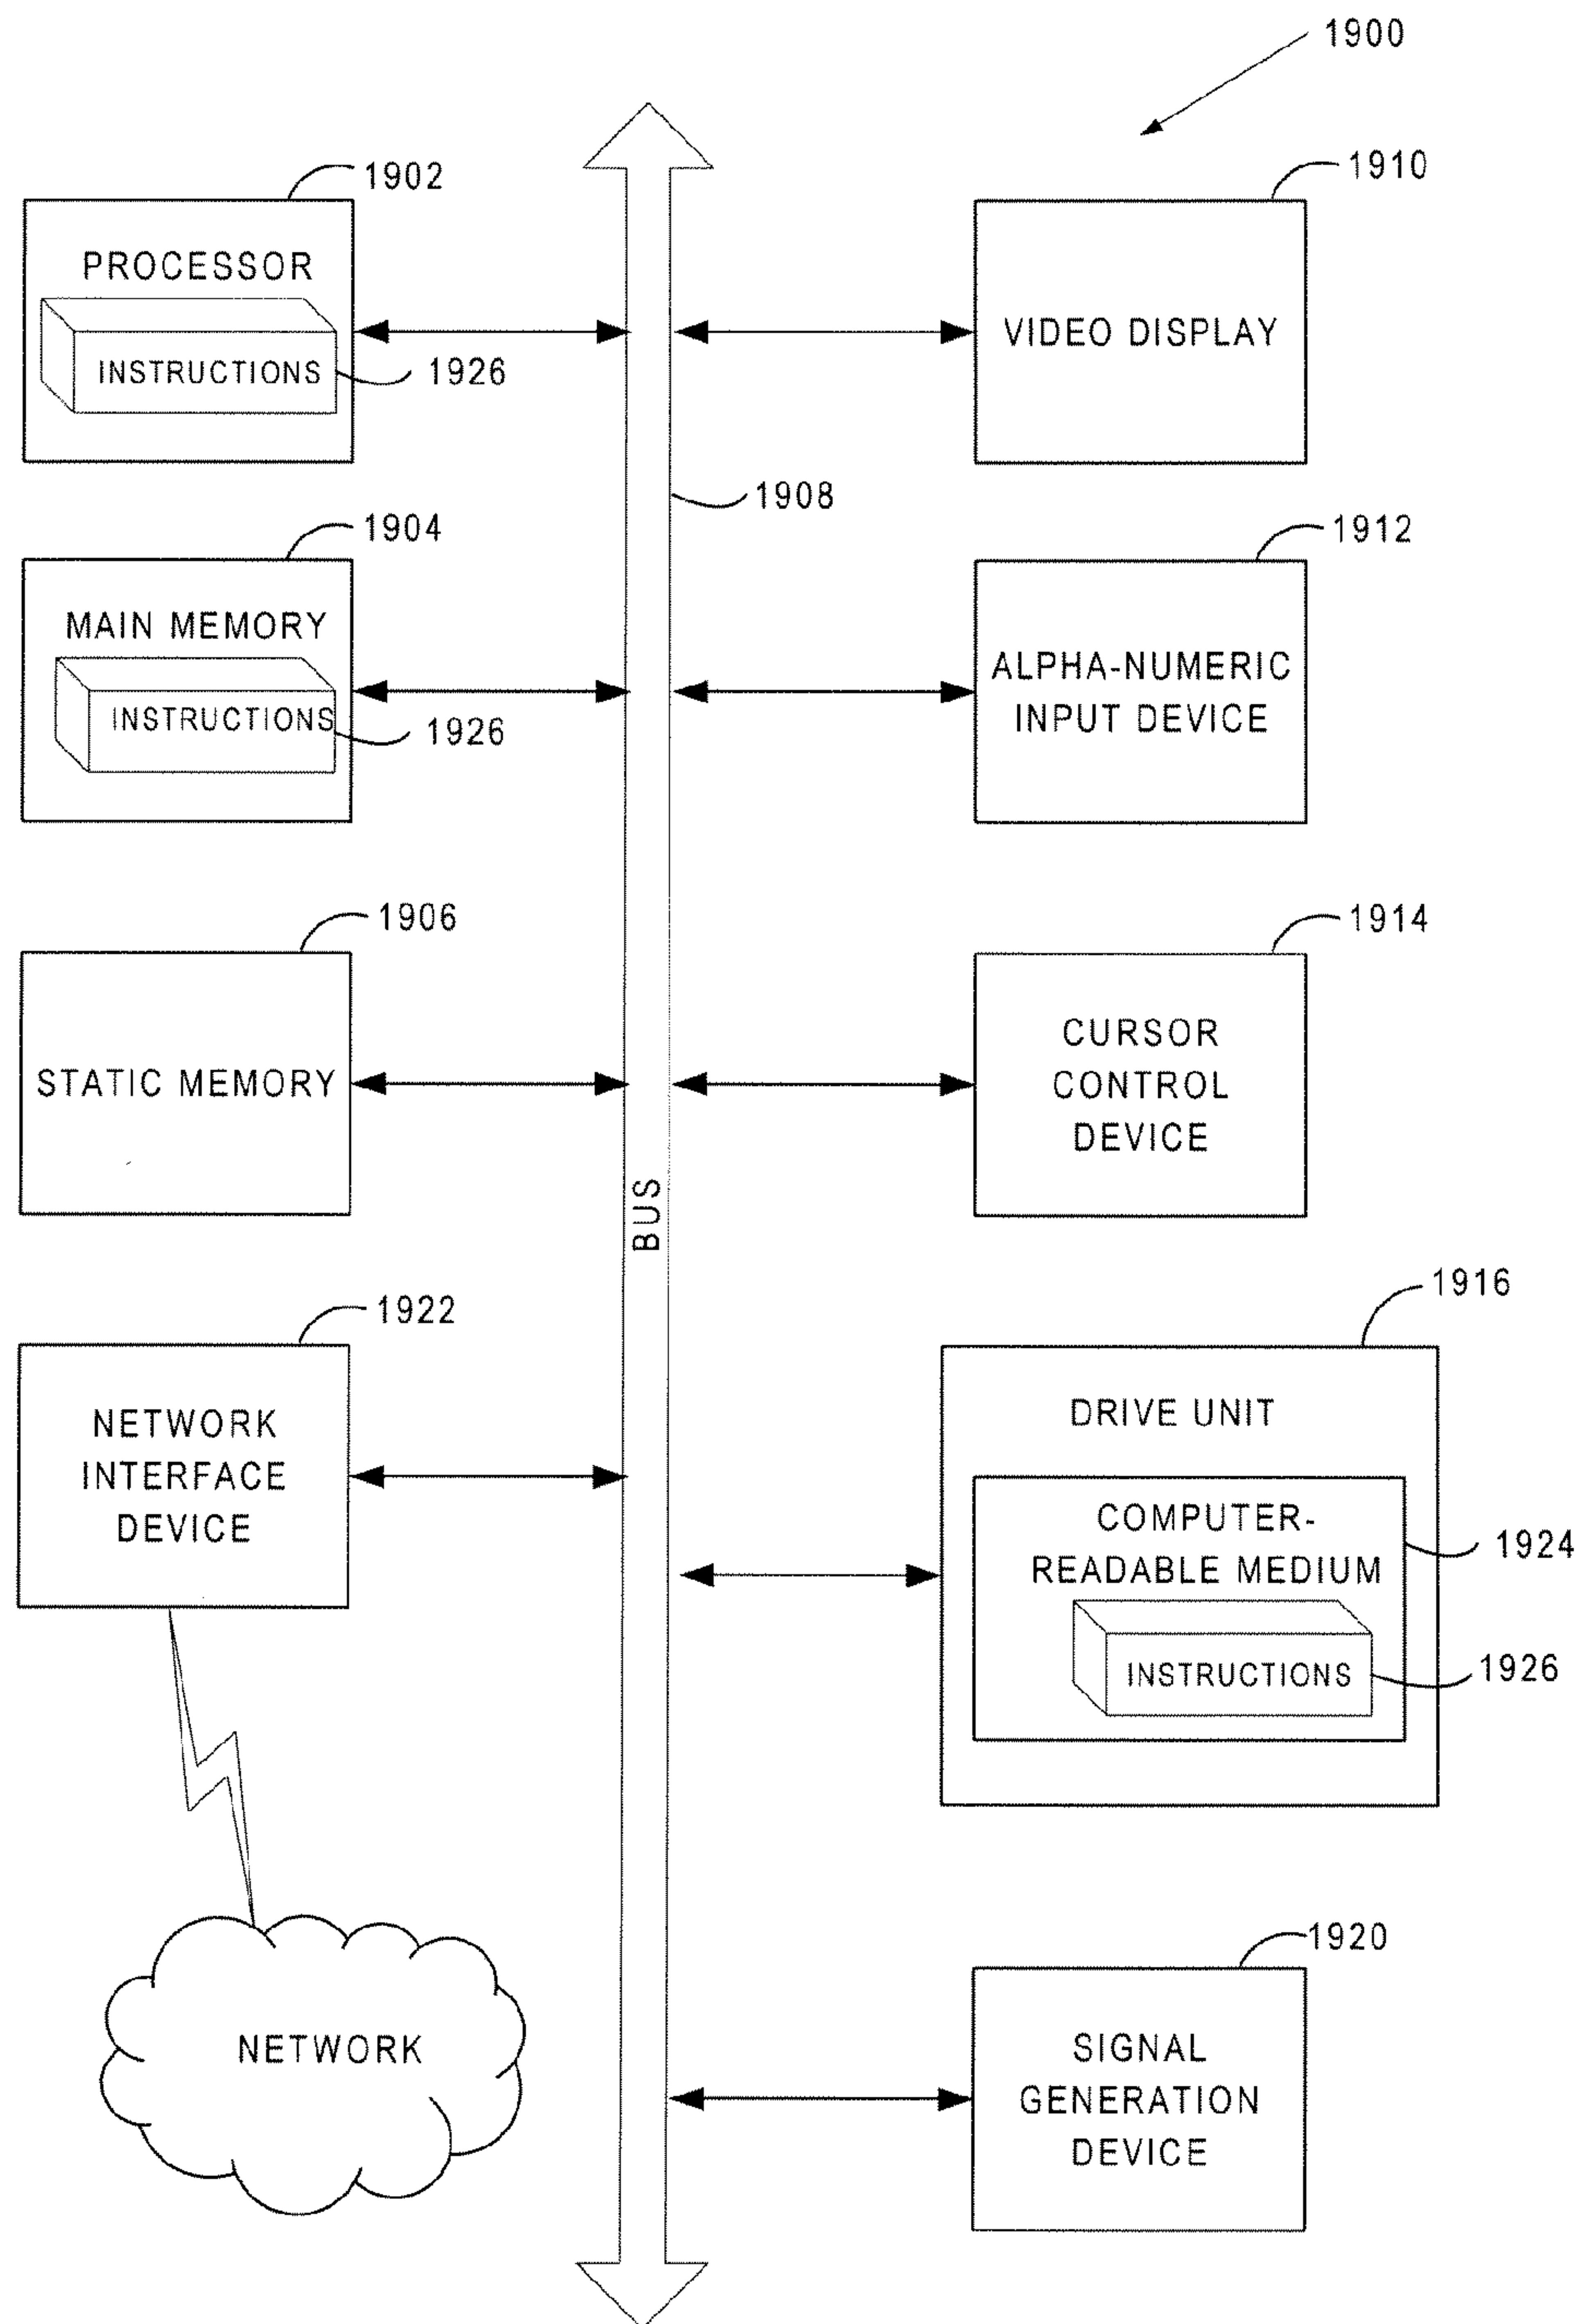 1900
1902
PROCESSOR
INSTRUCTIONS
1926
1904
MAIN MEMORY
INSTRUCTIONS
1926
1906
STATIC MEMORY
1922
NETWORK
INTERFACE
DEVICE
NETWORK
1908
BUS
1910
VIDEO DISPLAY
1912
ALPHA-NUMERIC
INPUT DEVICE
1914
CURSOR
CONTROL
DEVICE
1916
DRIVE UNIT
COMPUTER-
READABLE MEDIUM
1924
INSTRUCTIONS
1926
1920
SIGNAL
GENERATION
DEVICE